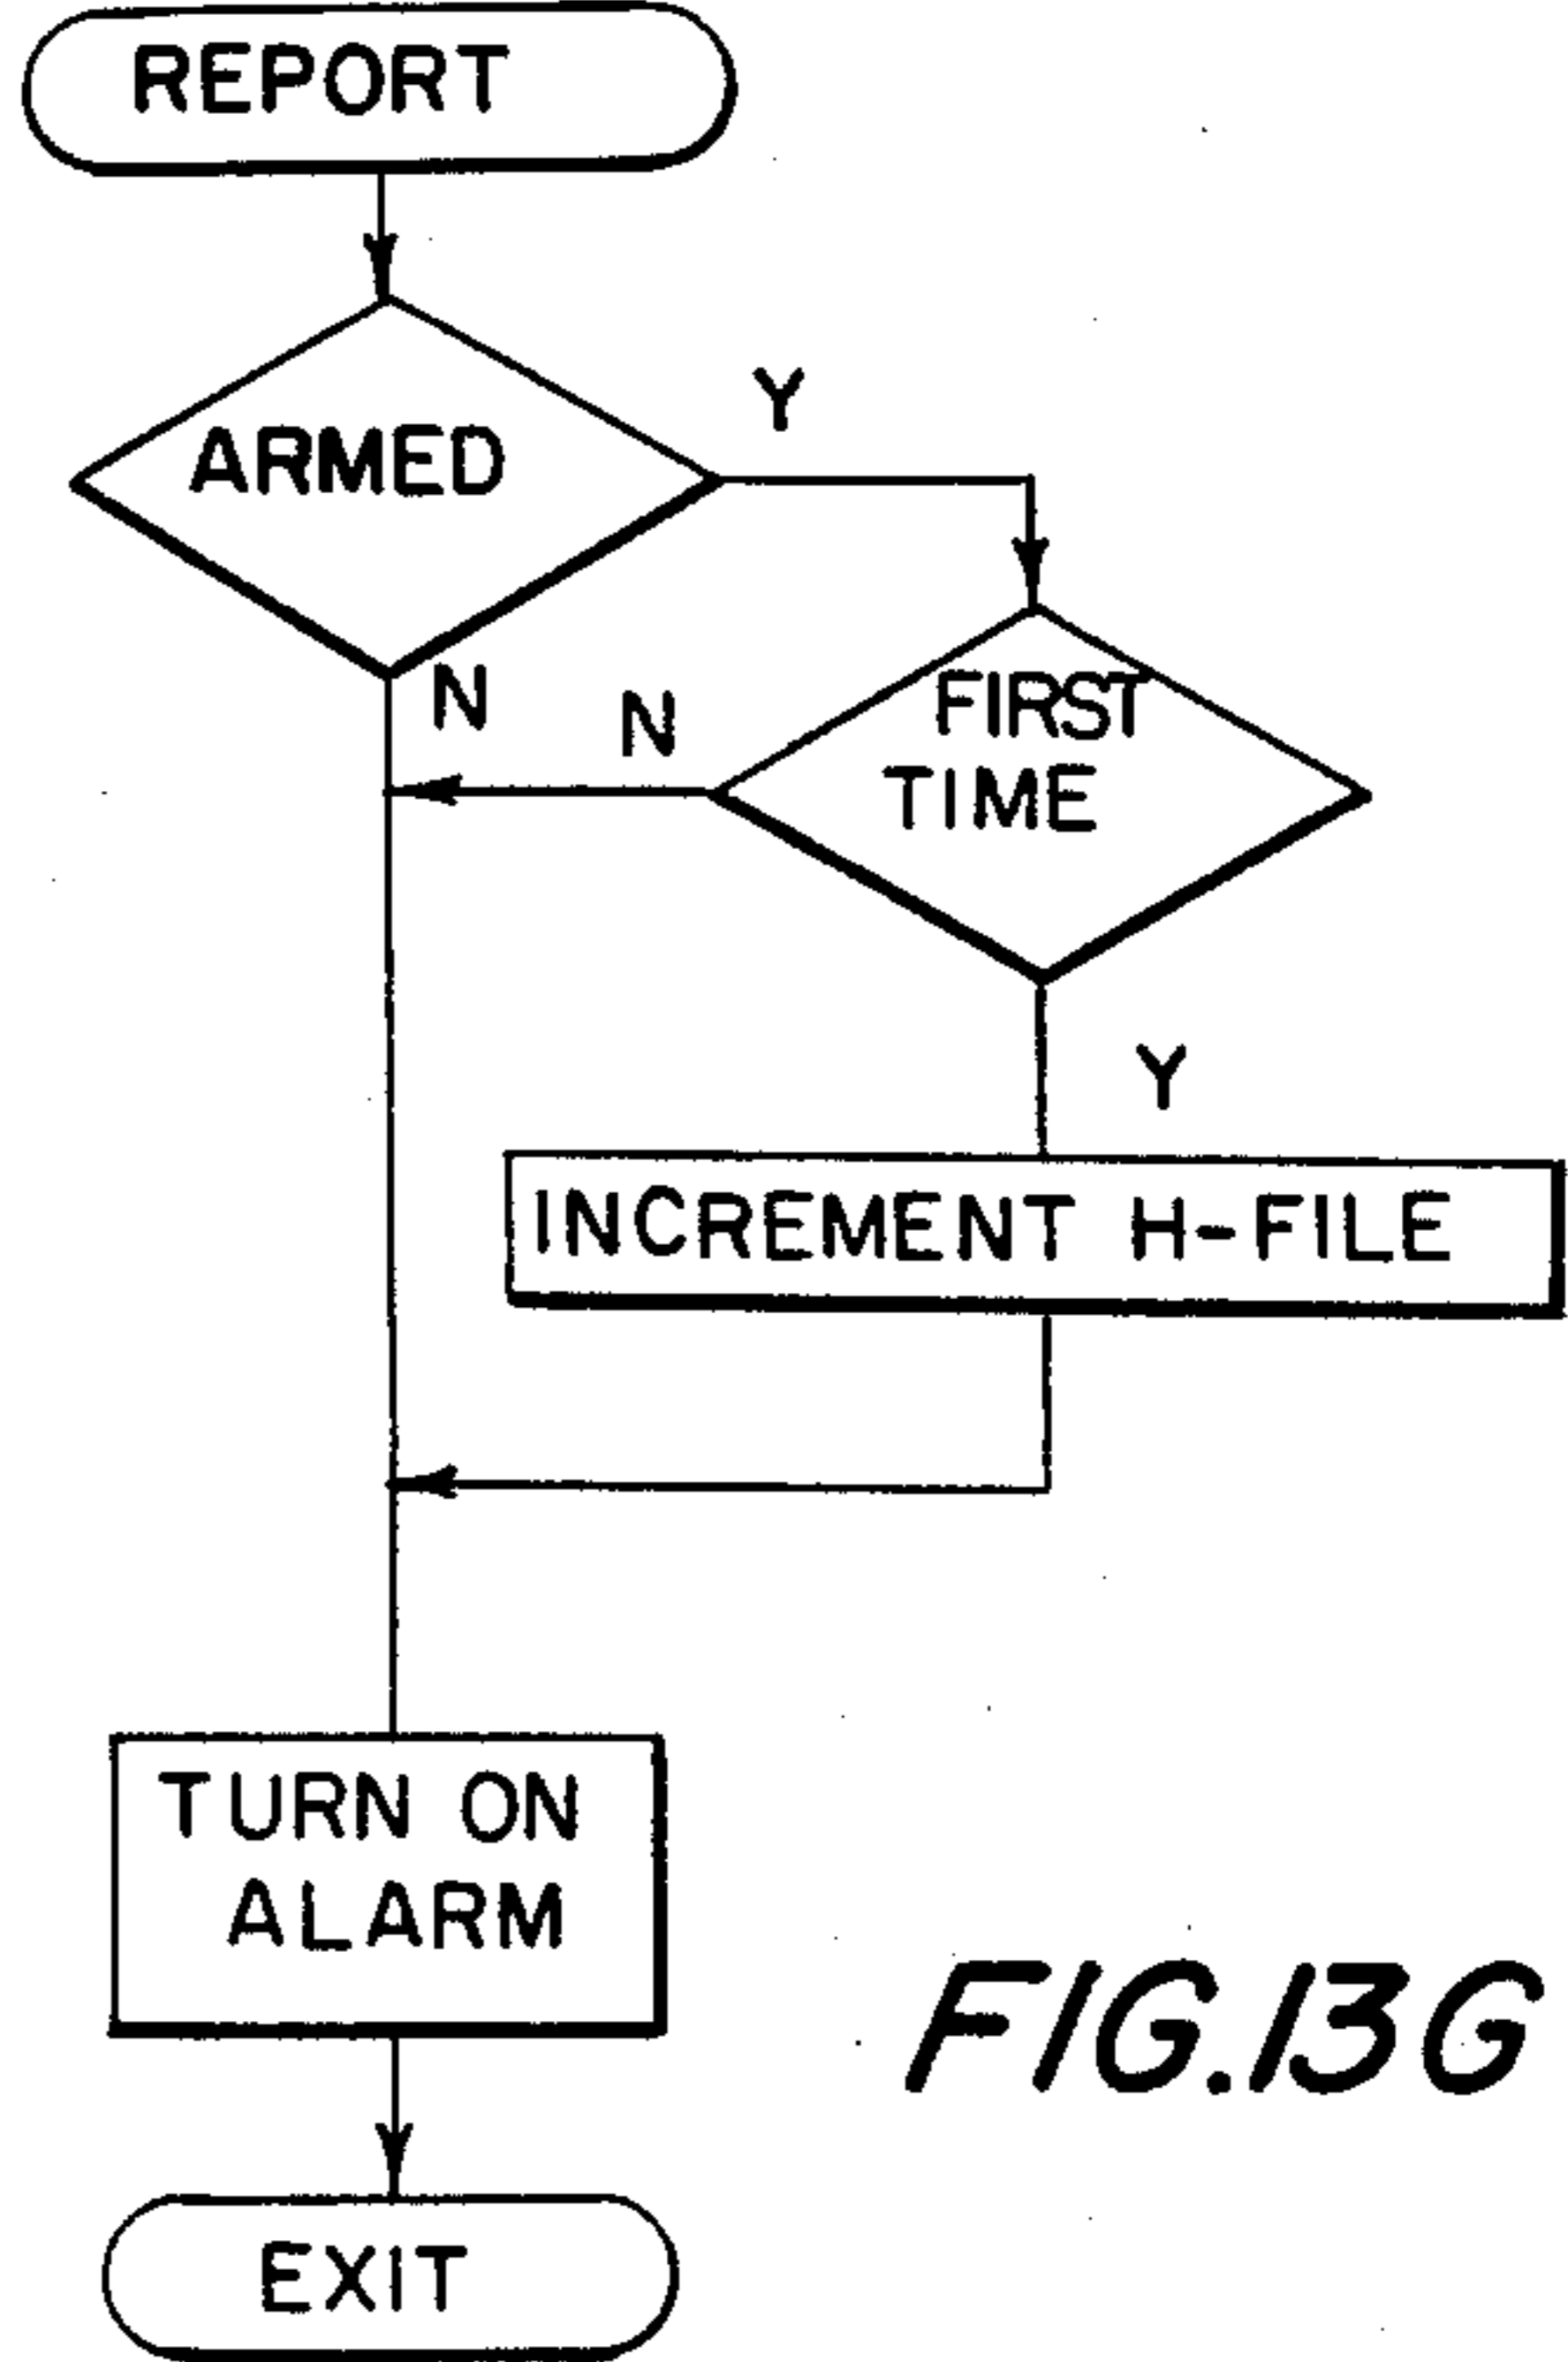 REPORT
ARMED
Y
N
N
FIRST
TIME
Y
INCREMENT H-FILE
TURN ON
ALARM
FIG.13G
EXIT